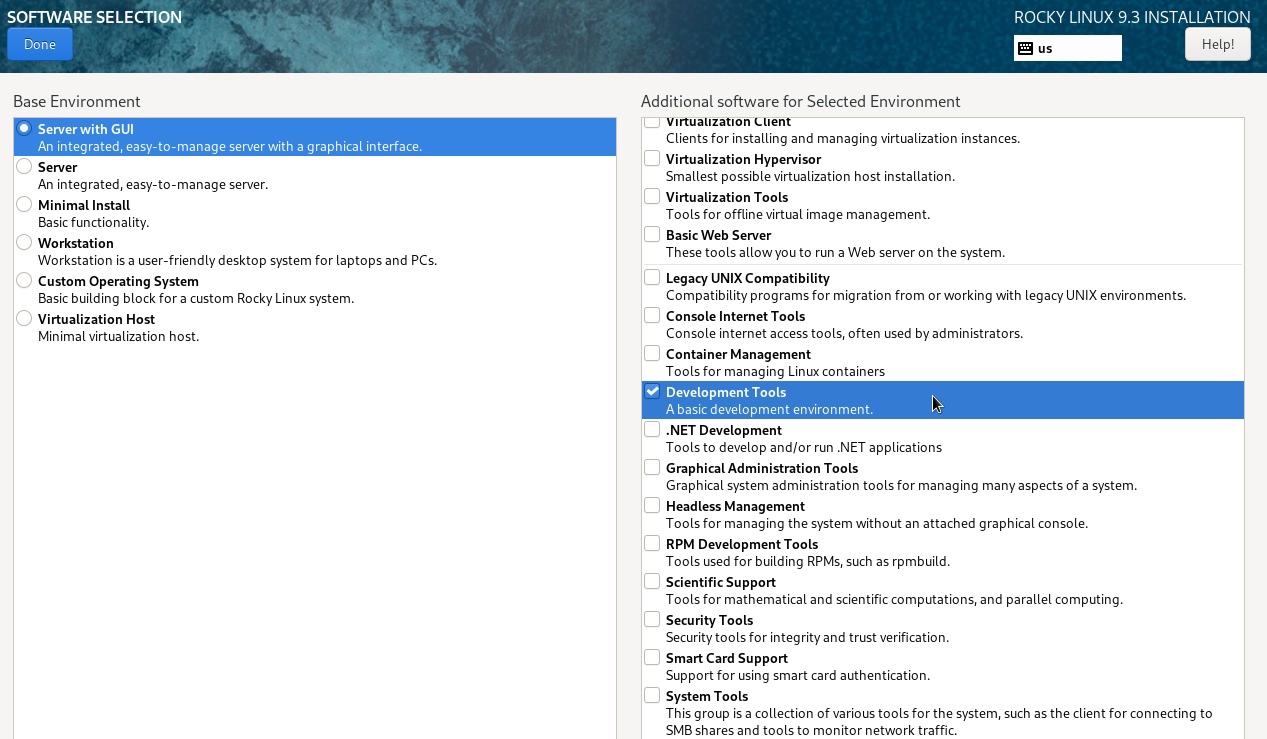 SOFTWARE SELECTION
Done
ROCKY LINUX 9.3 INSTALLATION
us
Help!
Base Environment
Server with GUI
An integrated, easy-to-manage server with a graphical interface.
Server
An integrated, easy-to-manage server.
Minimal Install
Basic functionality.
Workstation
Workstation is a user-friendly desktop system for laptops and PCs.
Custom Operating System
Basic building block for a custom Rocky Linux system.
Virtualization Host
Minimal virtualization host.
Additional software for Selected Environment
Virtualization Client
Clients for installing and managing virtualization instances.
Virtualization Hypervisor
Smallest possible virtualization host installation.
Virtualization Tools
Tools for offline virtual image management.
Basic Web Server
These tools allow you to run a Web server on the system.
Legacy UNIX Compatibility
Compatibility programs for migration from or working with legacy UNIX environments.
Console Internet Tools
Console internet access tools, often used by administrators.
Container Management
Tools for managing Linux containers
Development Tools
A basic development environment.
.NET Development
Tools to develop and/or run .NET applications
Graphical Administration Tools
Graphical system administration tools for managing many aspects of a system.
Headless Management
Tools for managing the system without an attached graphical console.
RPM Development Tools
Tools used for building RPMs, such as rpmbuild.
Scientific Support
Tools for mathematical and scientific computations, and parallel computing.
Security Tools
Security tools for integrity and trust verification.
Smart Card Support
Support for using smart card authentication.
System Tools
This group is a collection of various tools for the system, such as the client for connecting to
SMB shares and tools to monitor network traffic.